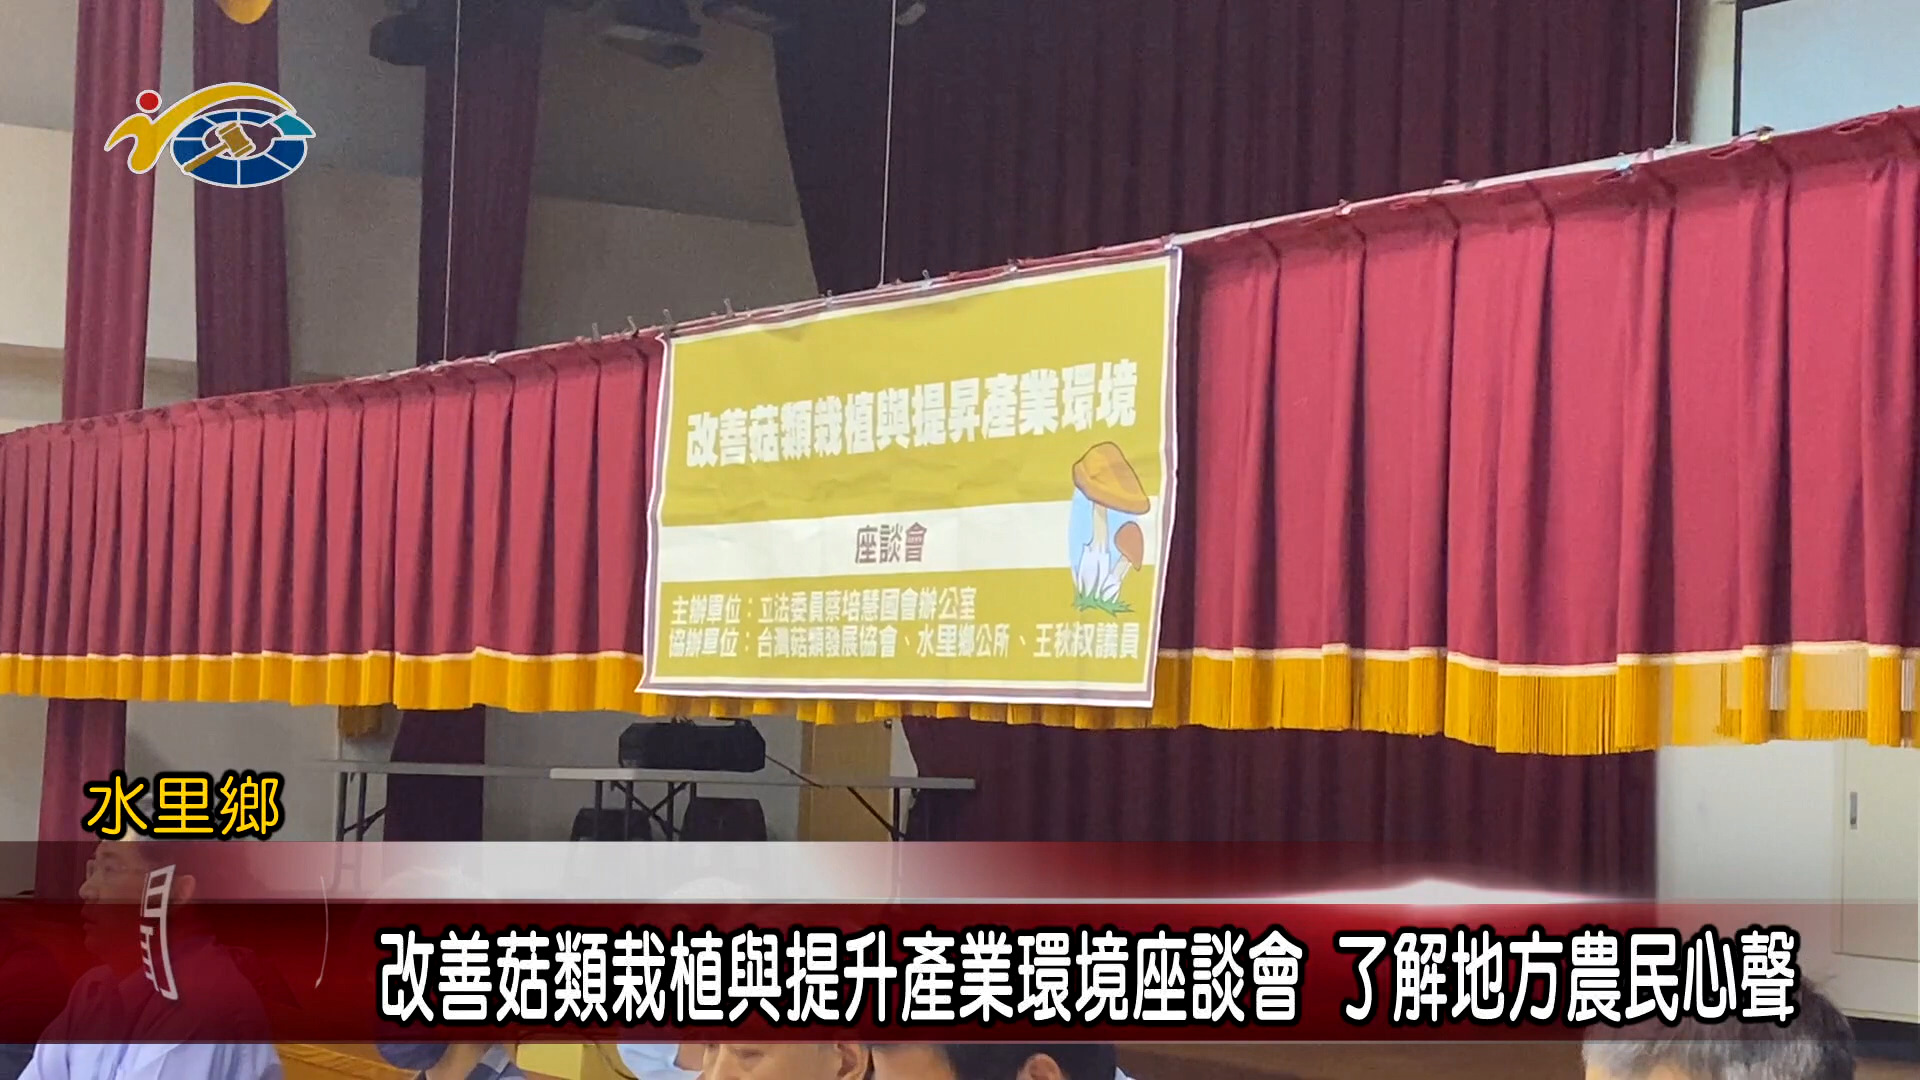 改善菇類栽植與提昇產業環境
座談會
主辦單位：立法委員蔡培慧國會辦公室
協辦單位：台灣菇類發展協會、水里鄉公所、王秋淑議員
水里鄉
改善菇類栽植與提升產業環境座談會 了解地方農民心聲